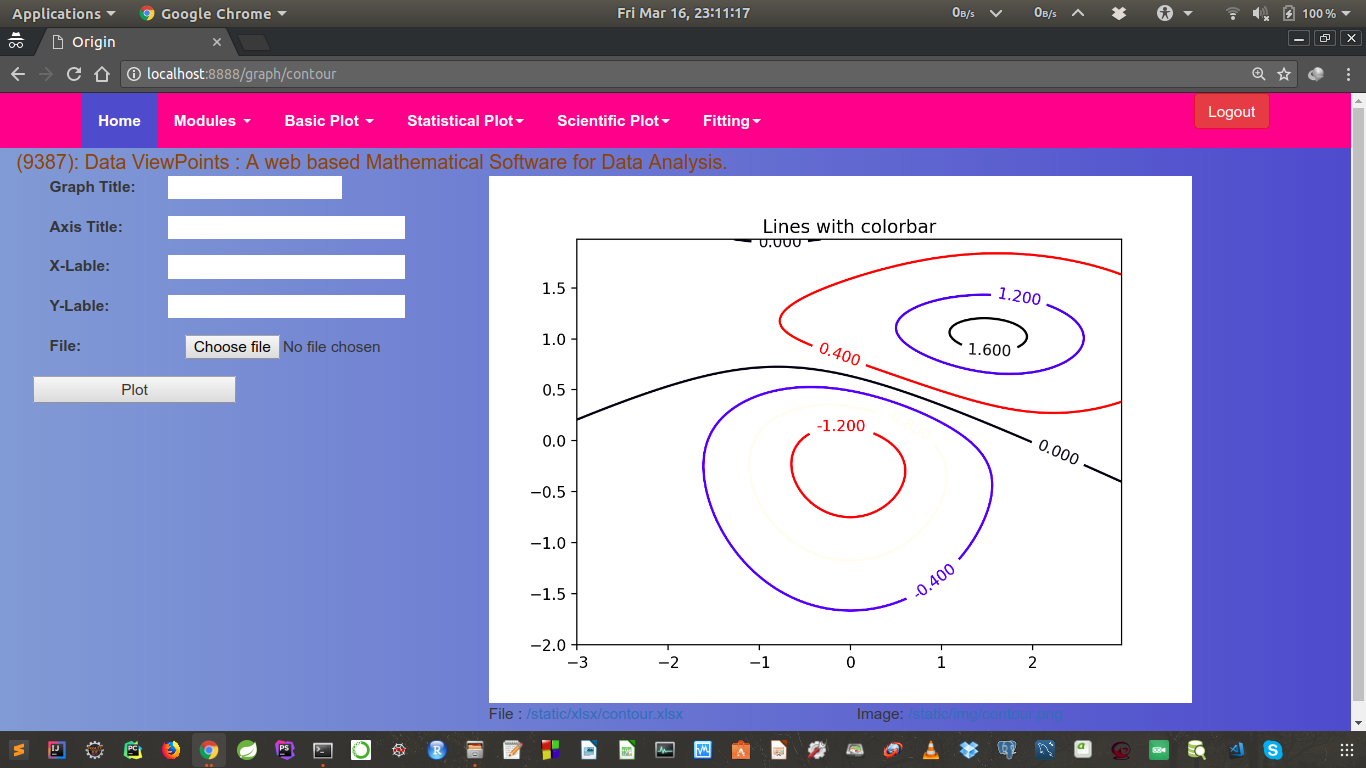 Applications Google Chrome Fri Mar 16, 23:11:17 0B/s 0B/s 100 %
Origin
localhost:8888/graph/contour
Home Modules Basic Plot Statistical Plot Scientific Plot Fitting Logout
(9387): Data ViewPoints : A web based Mathematical Software for Data Analysis.
Graph Title:
Axis Title:
X-Lable:
Y-Lable:
File: Choose file No file chosen
Plot
Lines with colorbar
0.000
1.5
1.200
1.0
1.600
0.400
0.5
-1.200
0.0
0.000
−0.5
−1.0
-0.400
−1.5
−2.0
−3 −2 −1 0 1 2
File : /static/xlsx/contour.xlsx Image: /static/img/contour.png
IJ PC PS R S